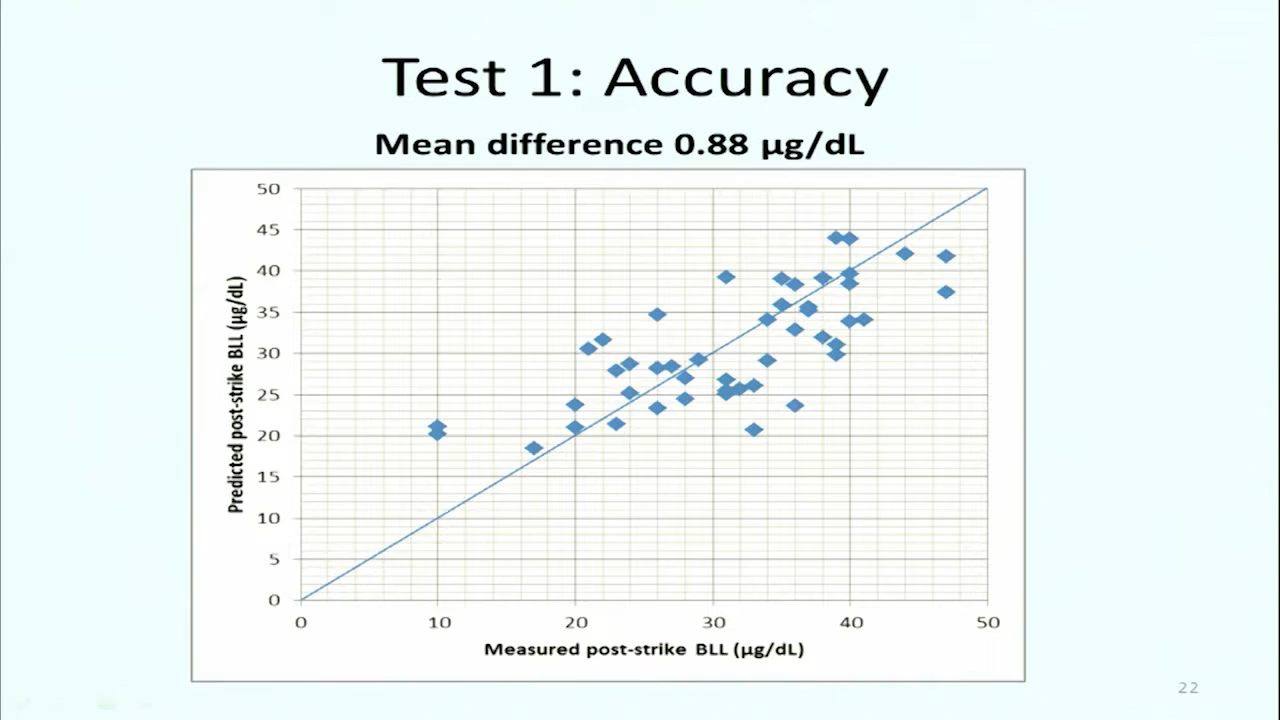 Test 1: Accuracy
Mean difference 0.88 µg/dL
Predicted post-strike BLL (µg/dL)
50
45
40
35
30
25
20
15
10
5
0
0 10 20 30 40 50
Measured post-strike BLL (µg/dL)
22